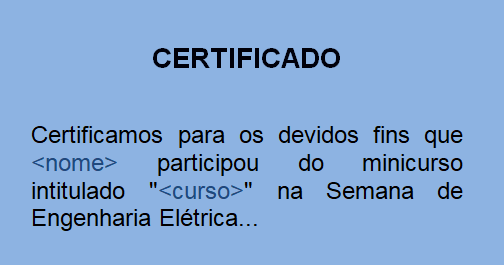 CERTIFICADO
Certificamos para os devidos fins que
<nome> participou do minicurso
intitulado "<curso>" na Semana de
Engenharia Elétrica...